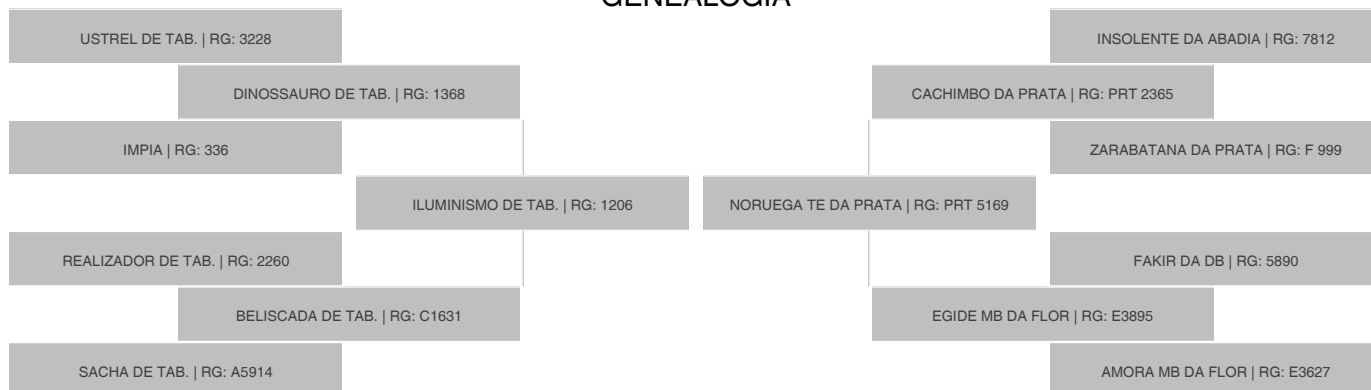 GENEALOGIA
USTREL DE TAB. | RG: 3228
INSOLENTE DA ABADIA | RG: 7812
DINOSSAURO DE TAB. | RG: 1368
CACHIMBO DA PRATA | RG: PRT 2365
IMPIA | RG: 336
ZARABATANA DA PRATA | RG: F 999
ILUMINISMO DE TAB. | RG: 1206
NORUEGA TE DA PRATA | RG: PRT 5169
REALIZADOR DE TAB. | RG: 2260
FAKIR DA DB | RG: 5890
BELISCADA DE TAB. | RG: C1631
EGIDE MB DA FLOR | RG: E3895
SACHA DE TAB. | RG: A5914
AMORA MB DA FLOR | RG: E3627